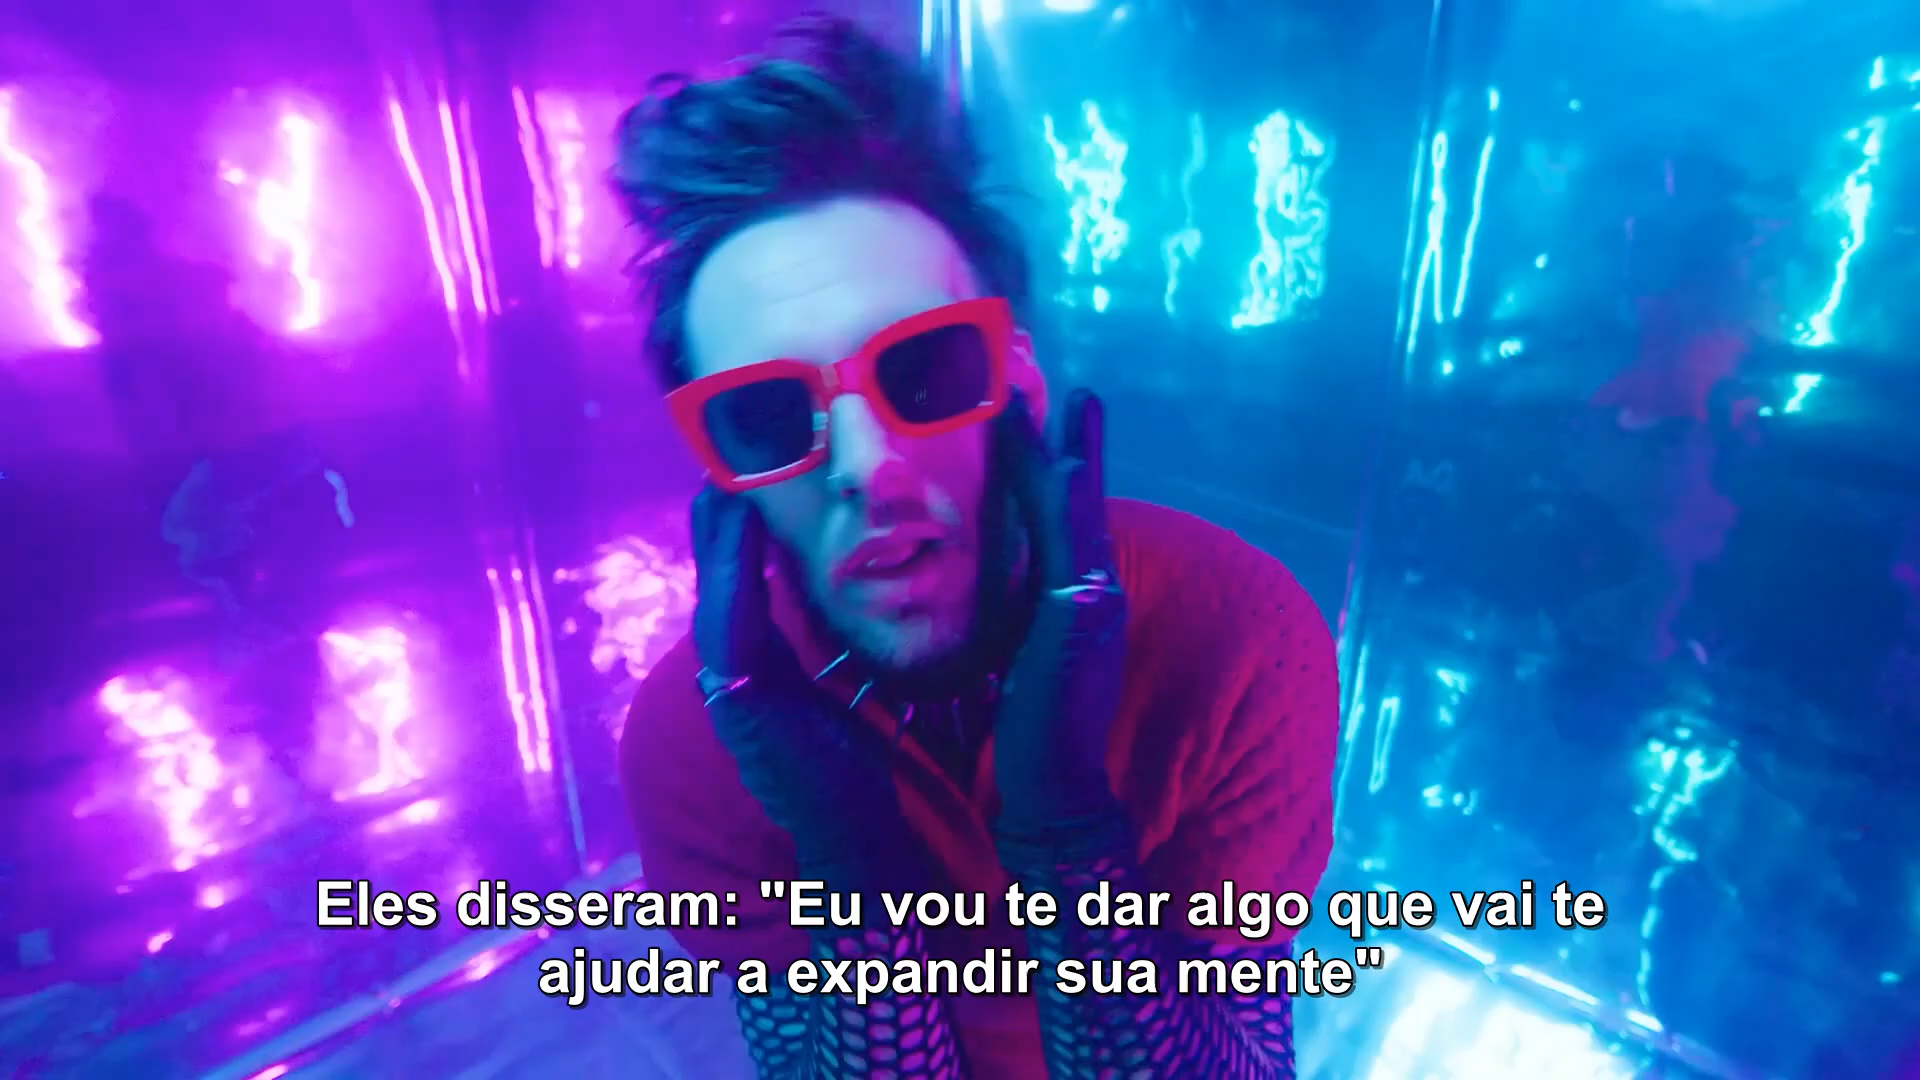 Eles disseram: "Eu vou te dar algo que vai te
ajudar a expandir sua mente"